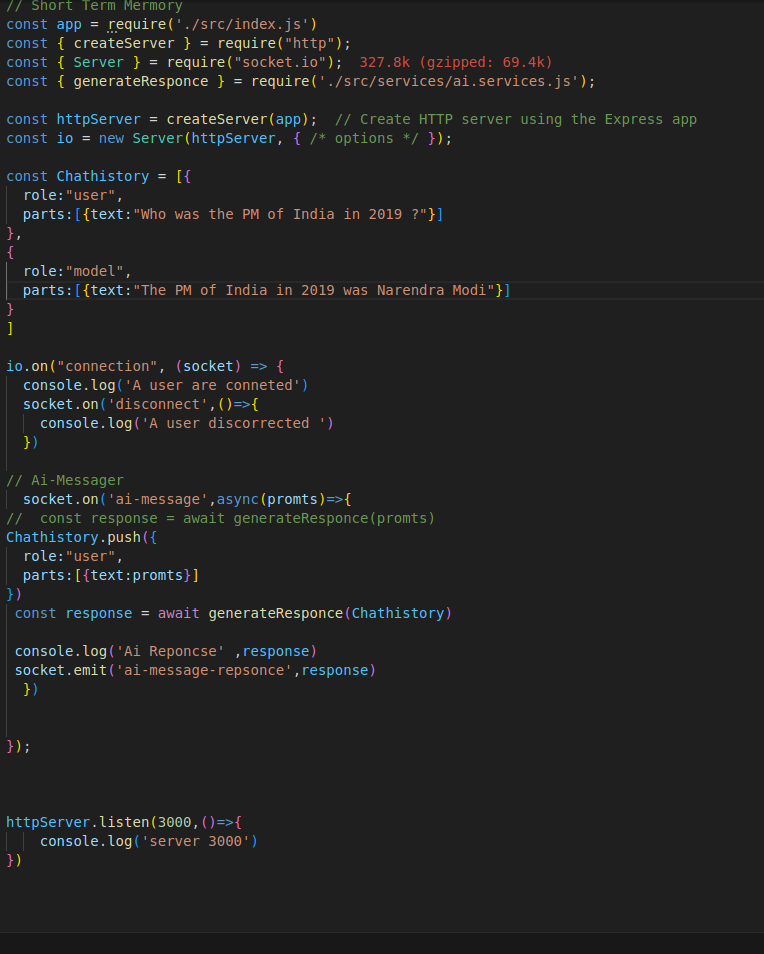 // Short Term Mermory
const app = require('./src/index.js')
const { createServer } = require("http");
const { Server } = require("socket.io");  327.8k (gzipped: 69.4k)
const { generateResponce } = require('./src/services/ai.services.js');
const httpServer = createServer(app);  // Create HTTP server using the Express app
const io = new Server(httpServer, { /* options */ });
const Chathistory = [{
role:"user",
parts:[{text:"Who was the PM of India in 2019 ?"}]
},
{
role:"model",
parts:[{text:"The PM of India in 2019 was Narendra Modi"}]
}
]
io.on("connection", (socket) => {
console.log('A user are conneted')
socket.on('disconnect',()=>{
console.log('A user discorrected ')
})
// Ai-Messager
socket.on('ai-message',async(promts)=>{
//  const response = await generateResponce(promts)
Chathistory.push({
role:"user",
parts:[{text:promts}]
})
const response = await generateResponce(Chathistory)
console.log('Ai Reponcse' ,response)
socket.emit('ai-message-repsonce',response)
})
});
httpServer.listen(3000,()=>{
console.log('server 3000')
})